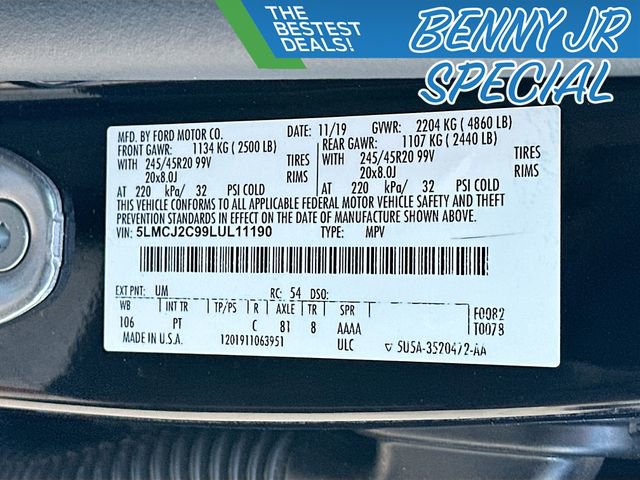 THE
BESTEST
DEALS!
BENNY JR
SPECIAL
MFD. BY FORD MOTOR CO. DATE: 11/19 GVWR: 2204 KG ( 4860 LB)
FRONT GAWR: 1134 KG ( 2500 LB) REAR GAWR: 1107 KG ( 2440 LB)
WITH 245/45R20 99V TIRES WITH 245/45R20 99V TIRES
20x8.0J RIMS 20x8.0J RIMS
AT 220 kPa/ 32 PSI COLD AT 220 kPa/ 32 PSI COLD
THIS VEHICLE CONFORMS TO ALL APPLICABLE FEDERAL MOTOR VEHICLE SAFETY AND THEFT
PREVENTION STANDARDS IN EFFECT ON THE DATE OF MANUFACTURE SHOWN ABOVE.
VIN: 5LMCJ2C99LUL11190 TYPE: MPV
EXT PNT: UM RC: 54 DSO:
WB INT TR TP/PS R AXLE TR SPR F0082
106 PT C 81 8 AAAA T0078
MADE IN U.S.A. 1201911063951 ULC 5U5A-3520472-AA